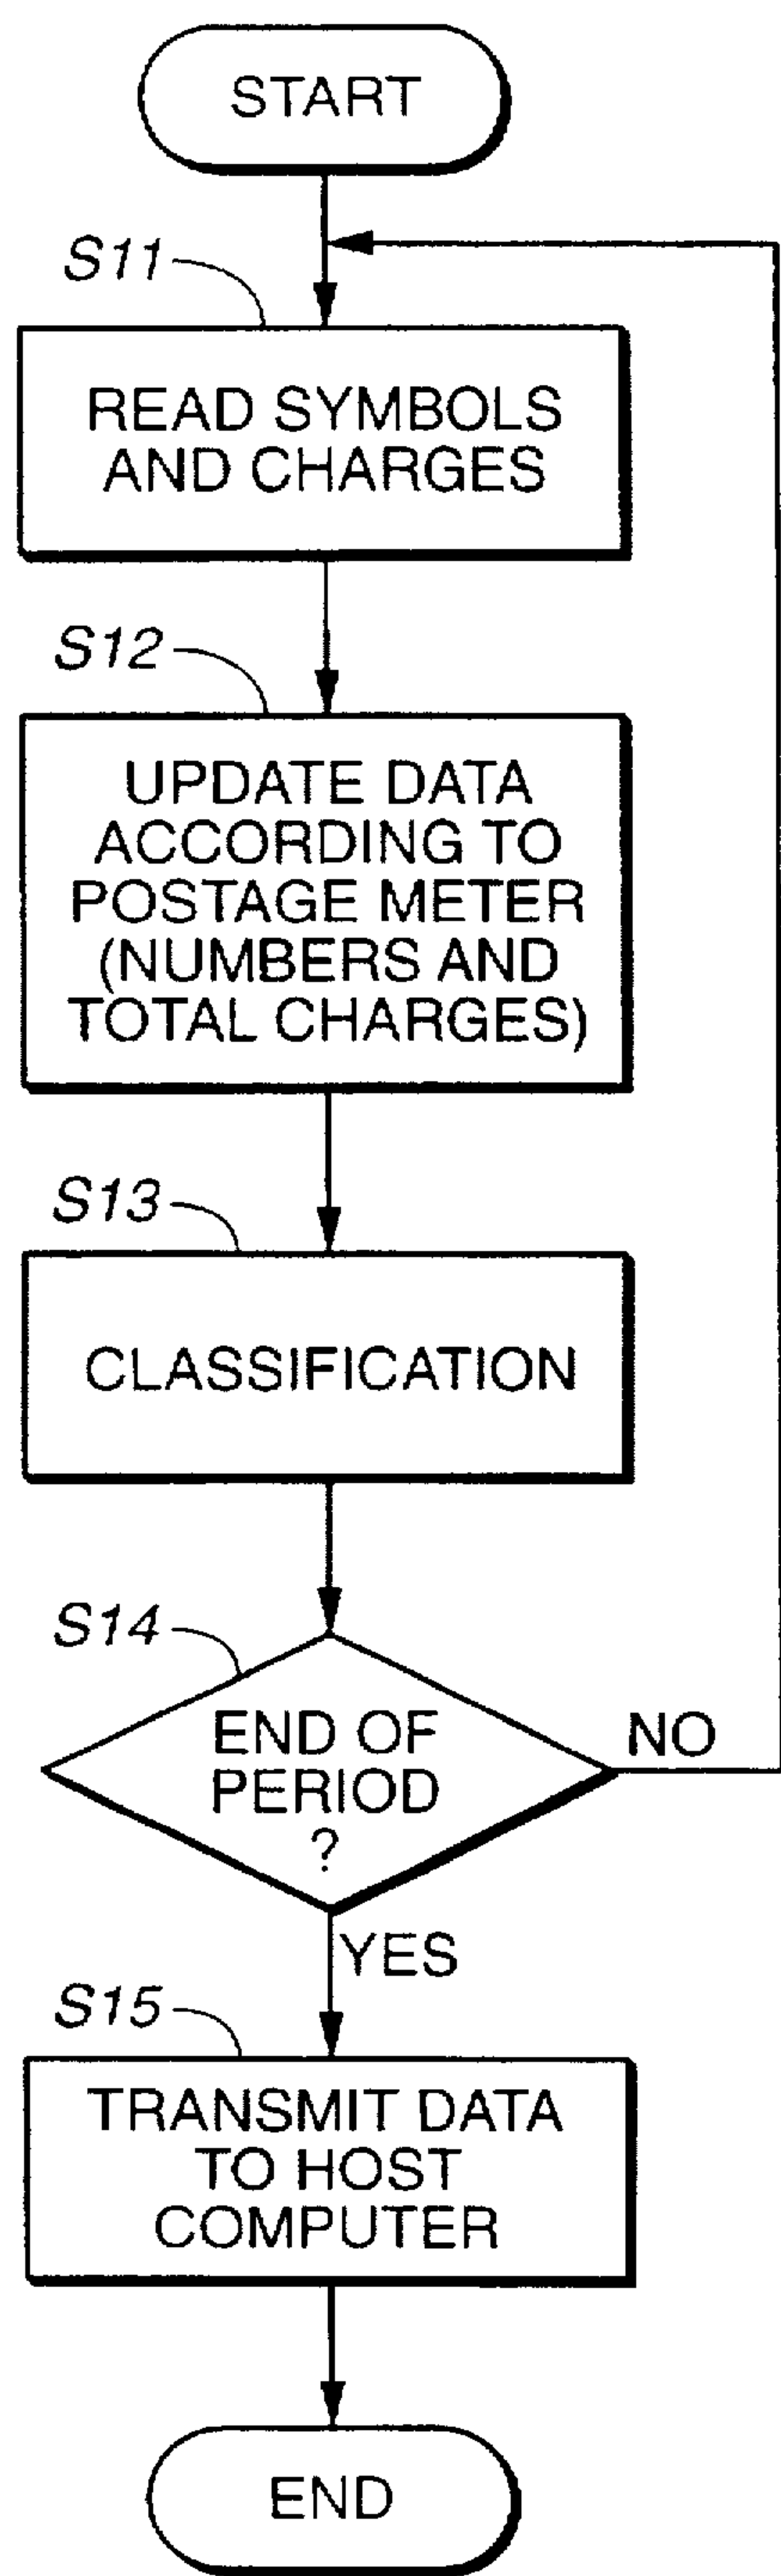 START
S11
READ SYMBOLS
AND CHARGES
S12
UPDATE DATA
ACCORDING TO
POSTAGE METER
(NUMBERS AND
TOTAL CHARGES)
S13
CLASSIFICATION
S14
END OF
PERIOD
?
NO
YES
S15
TRANSMIT DATA
TO HOST
COMPUTER
END